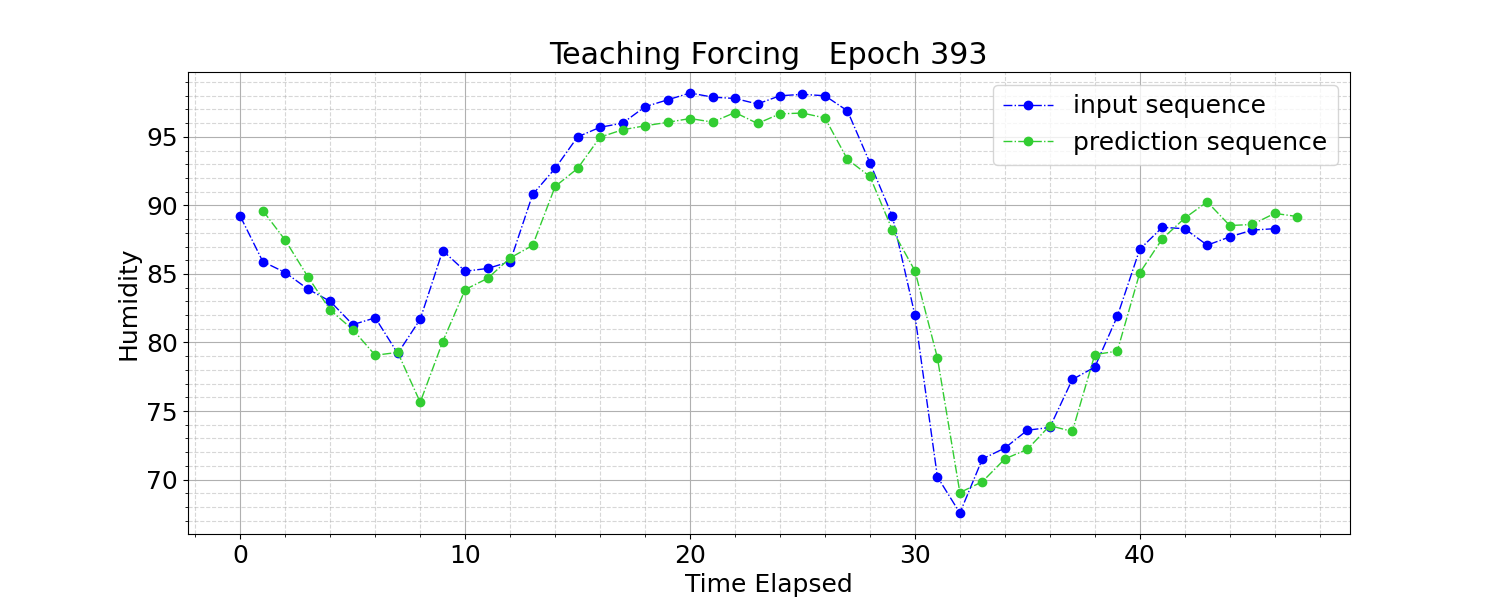 Teaching Forcing   Epoch 393
input sequence
prediction sequence
Humidity
95
90
85
80
75
70
0 10 20 30 40
Time Elapsed